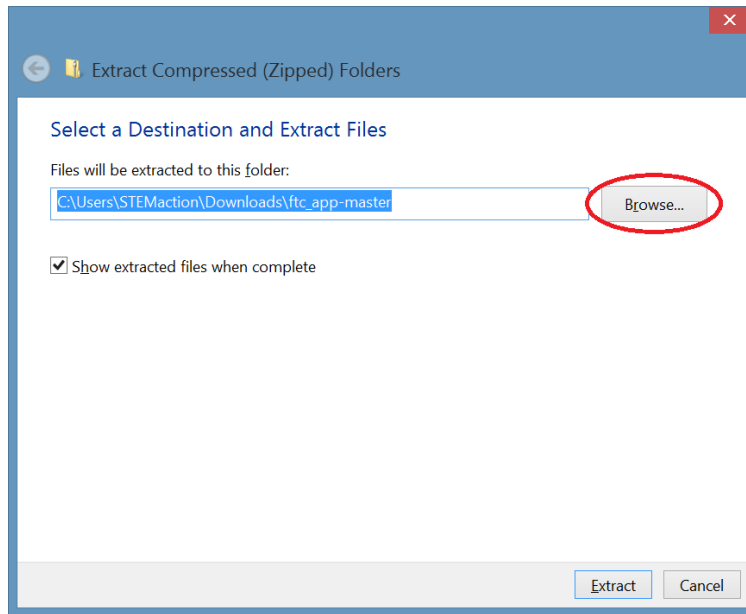 Extract Compressed (Zipped) Folders
Select a Destination and Extract Files
Files will be extracted to this folder:
C:\Users\STEMaction\Downloads\ftc_app-master
Browse...
Show extracted files when complete
Extract Cancel